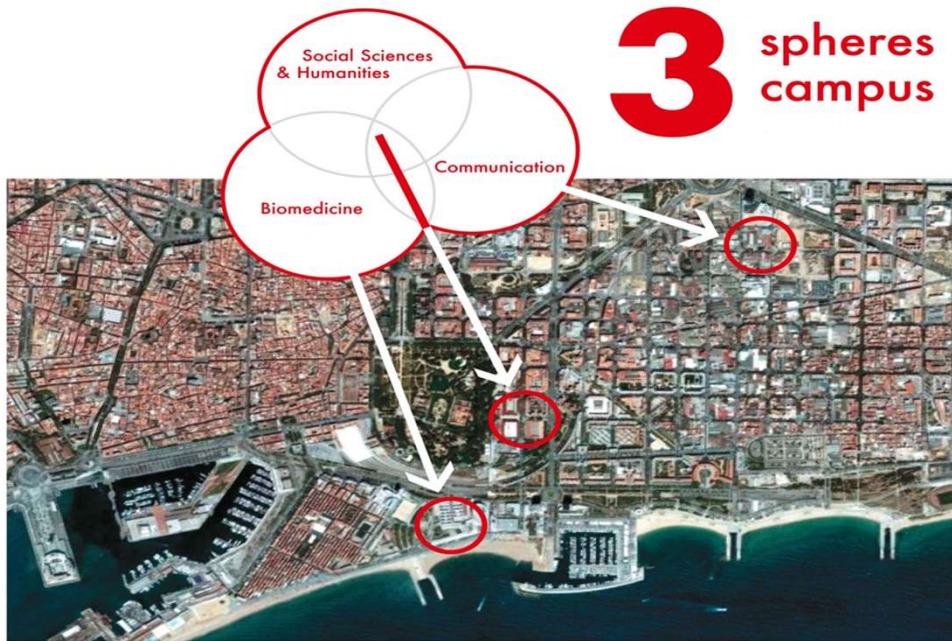 3
spheres
campus
Social Sciences
& Humanities
Communication
Biomedicine